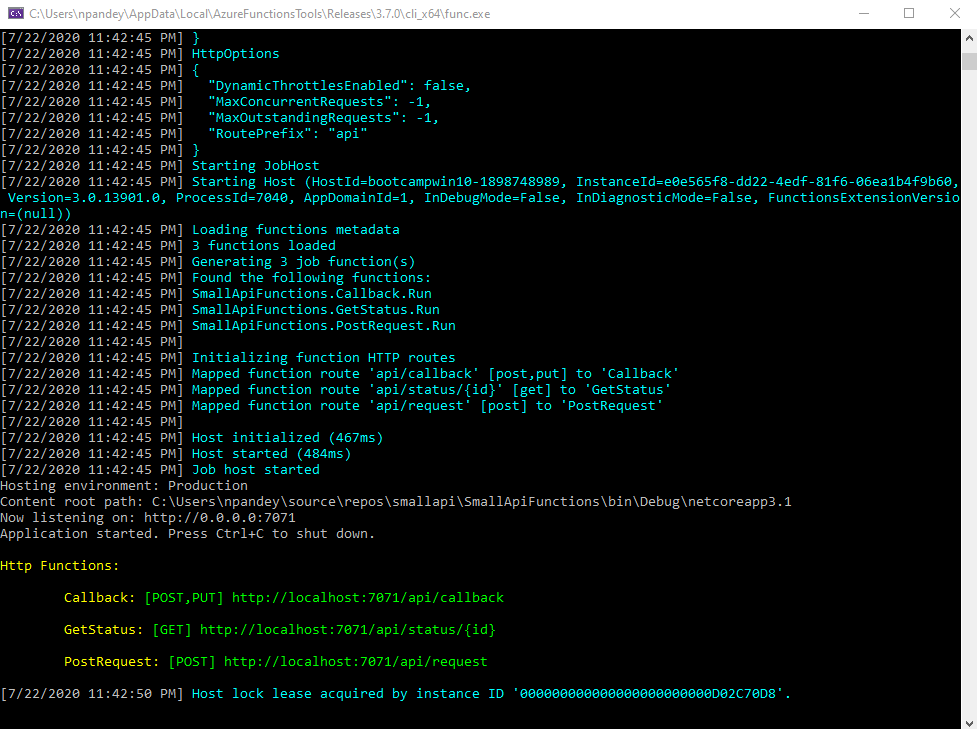 C:\Users\npandey\AppData\Local\AzureFunctionsTools\Releases\3.7.0\cli_x64\func.exe
[7/22/2020 11:42:45 PM] }
[7/22/2020 11:42:45 PM] HttpOptions
[7/22/2020 11:42:45 PM] {
[7/22/2020 11:42:45 PM]   "DynamicThrottlesEnabled": false,
[7/22/2020 11:42:45 PM]   "MaxConcurrentRequests": -1,
[7/22/2020 11:42:45 PM]   "MaxOutstandingRequests": -1,
[7/22/2020 11:42:45 PM]   "RoutePrefix": "api"
[7/22/2020 11:42:45 PM] }
[7/22/2020 11:42:45 PM] Starting JobHost
[7/22/2020 11:42:45 PM] Starting Host (HostId=bootcampwin10-1898748989, InstanceId=e0e565f8-dd22-4edf-81f6-06ea1b4f9b60,
 Version=3.0.13901.0, ProcessId=7040, AppDomainId=1, InDebugMode=False, InDiagnosticMode=False, FunctionsExtensionVersio
n=(null))
[7/22/2020 11:42:45 PM] Loading functions metadata
[7/22/2020 11:42:45 PM] 3 functions loaded
[7/22/2020 11:42:45 PM] Generating 3 job function(s)
[7/22/2020 11:42:45 PM] Found the following functions:
[7/22/2020 11:42:45 PM] SmallApiFunctions.Callback.Run
[7/22/2020 11:42:45 PM] SmallApiFunctions.GetStatus.Run
[7/22/2020 11:42:45 PM] SmallApiFunctions.PostRequest.Run
[7/22/2020 11:42:45 PM]
[7/22/2020 11:42:45 PM] Initializing function HTTP routes
[7/22/2020 11:42:45 PM] Mapped function route 'api/callback' [post,put] to 'Callback'
[7/22/2020 11:42:45 PM] Mapped function route 'api/status/{id}' [get] to 'GetStatus'
[7/22/2020 11:42:45 PM] Mapped function route 'api/request' [post] to 'PostRequest'
[7/22/2020 11:42:45 PM]
[7/22/2020 11:42:45 PM] Host initialized (467ms)
[7/22/2020 11:42:45 PM] Host started (484ms)
[7/22/2020 11:42:45 PM] Job host started
Hosting environment: Production
Content root path: C:\Users\npandey\source\repos\smallapi\SmallApiFunctions\bin\Debug\netcoreapp3.1
Now listening on: http://0.0.0.0:7071
Application started. Press Ctrl+C to shut down.
Http Functions:
Callback: [POST,PUT] http://localhost:7071/api/callback
GetStatus: [GET] http://localhost:7071/api/status/{id}
PostRequest: [POST] http://localhost:7071/api/request
[7/22/2020 11:42:50 PM] Host lock lease acquired by instance ID '000000000000000000000000D02C70D8'.